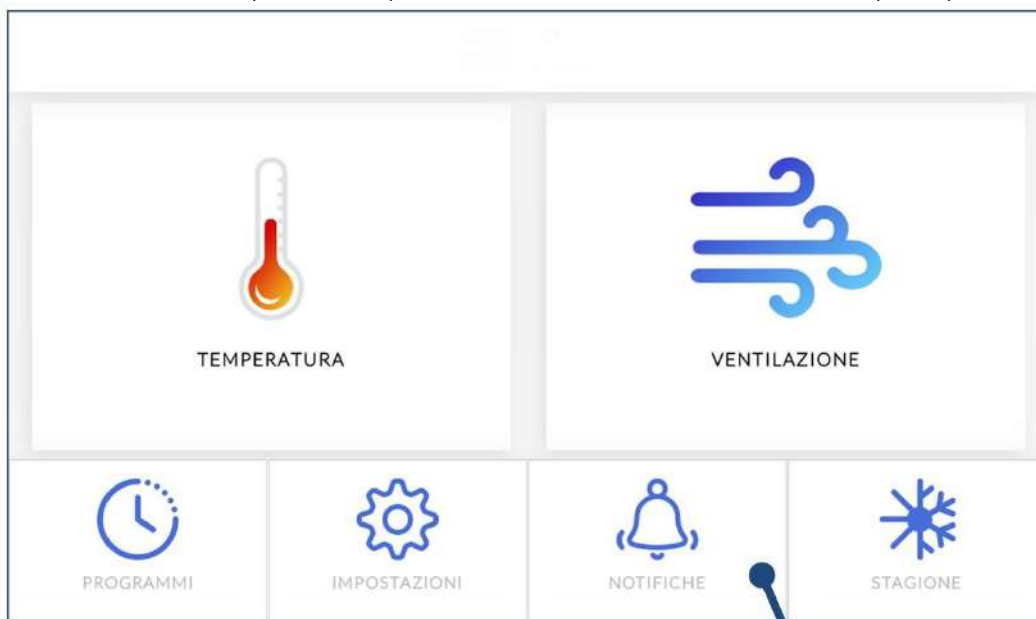 TEMPERATURA
VENTILAZIONE
PROGRAMMI
IMPOSTAZIONI
NOTIFICHE
STAGIONE